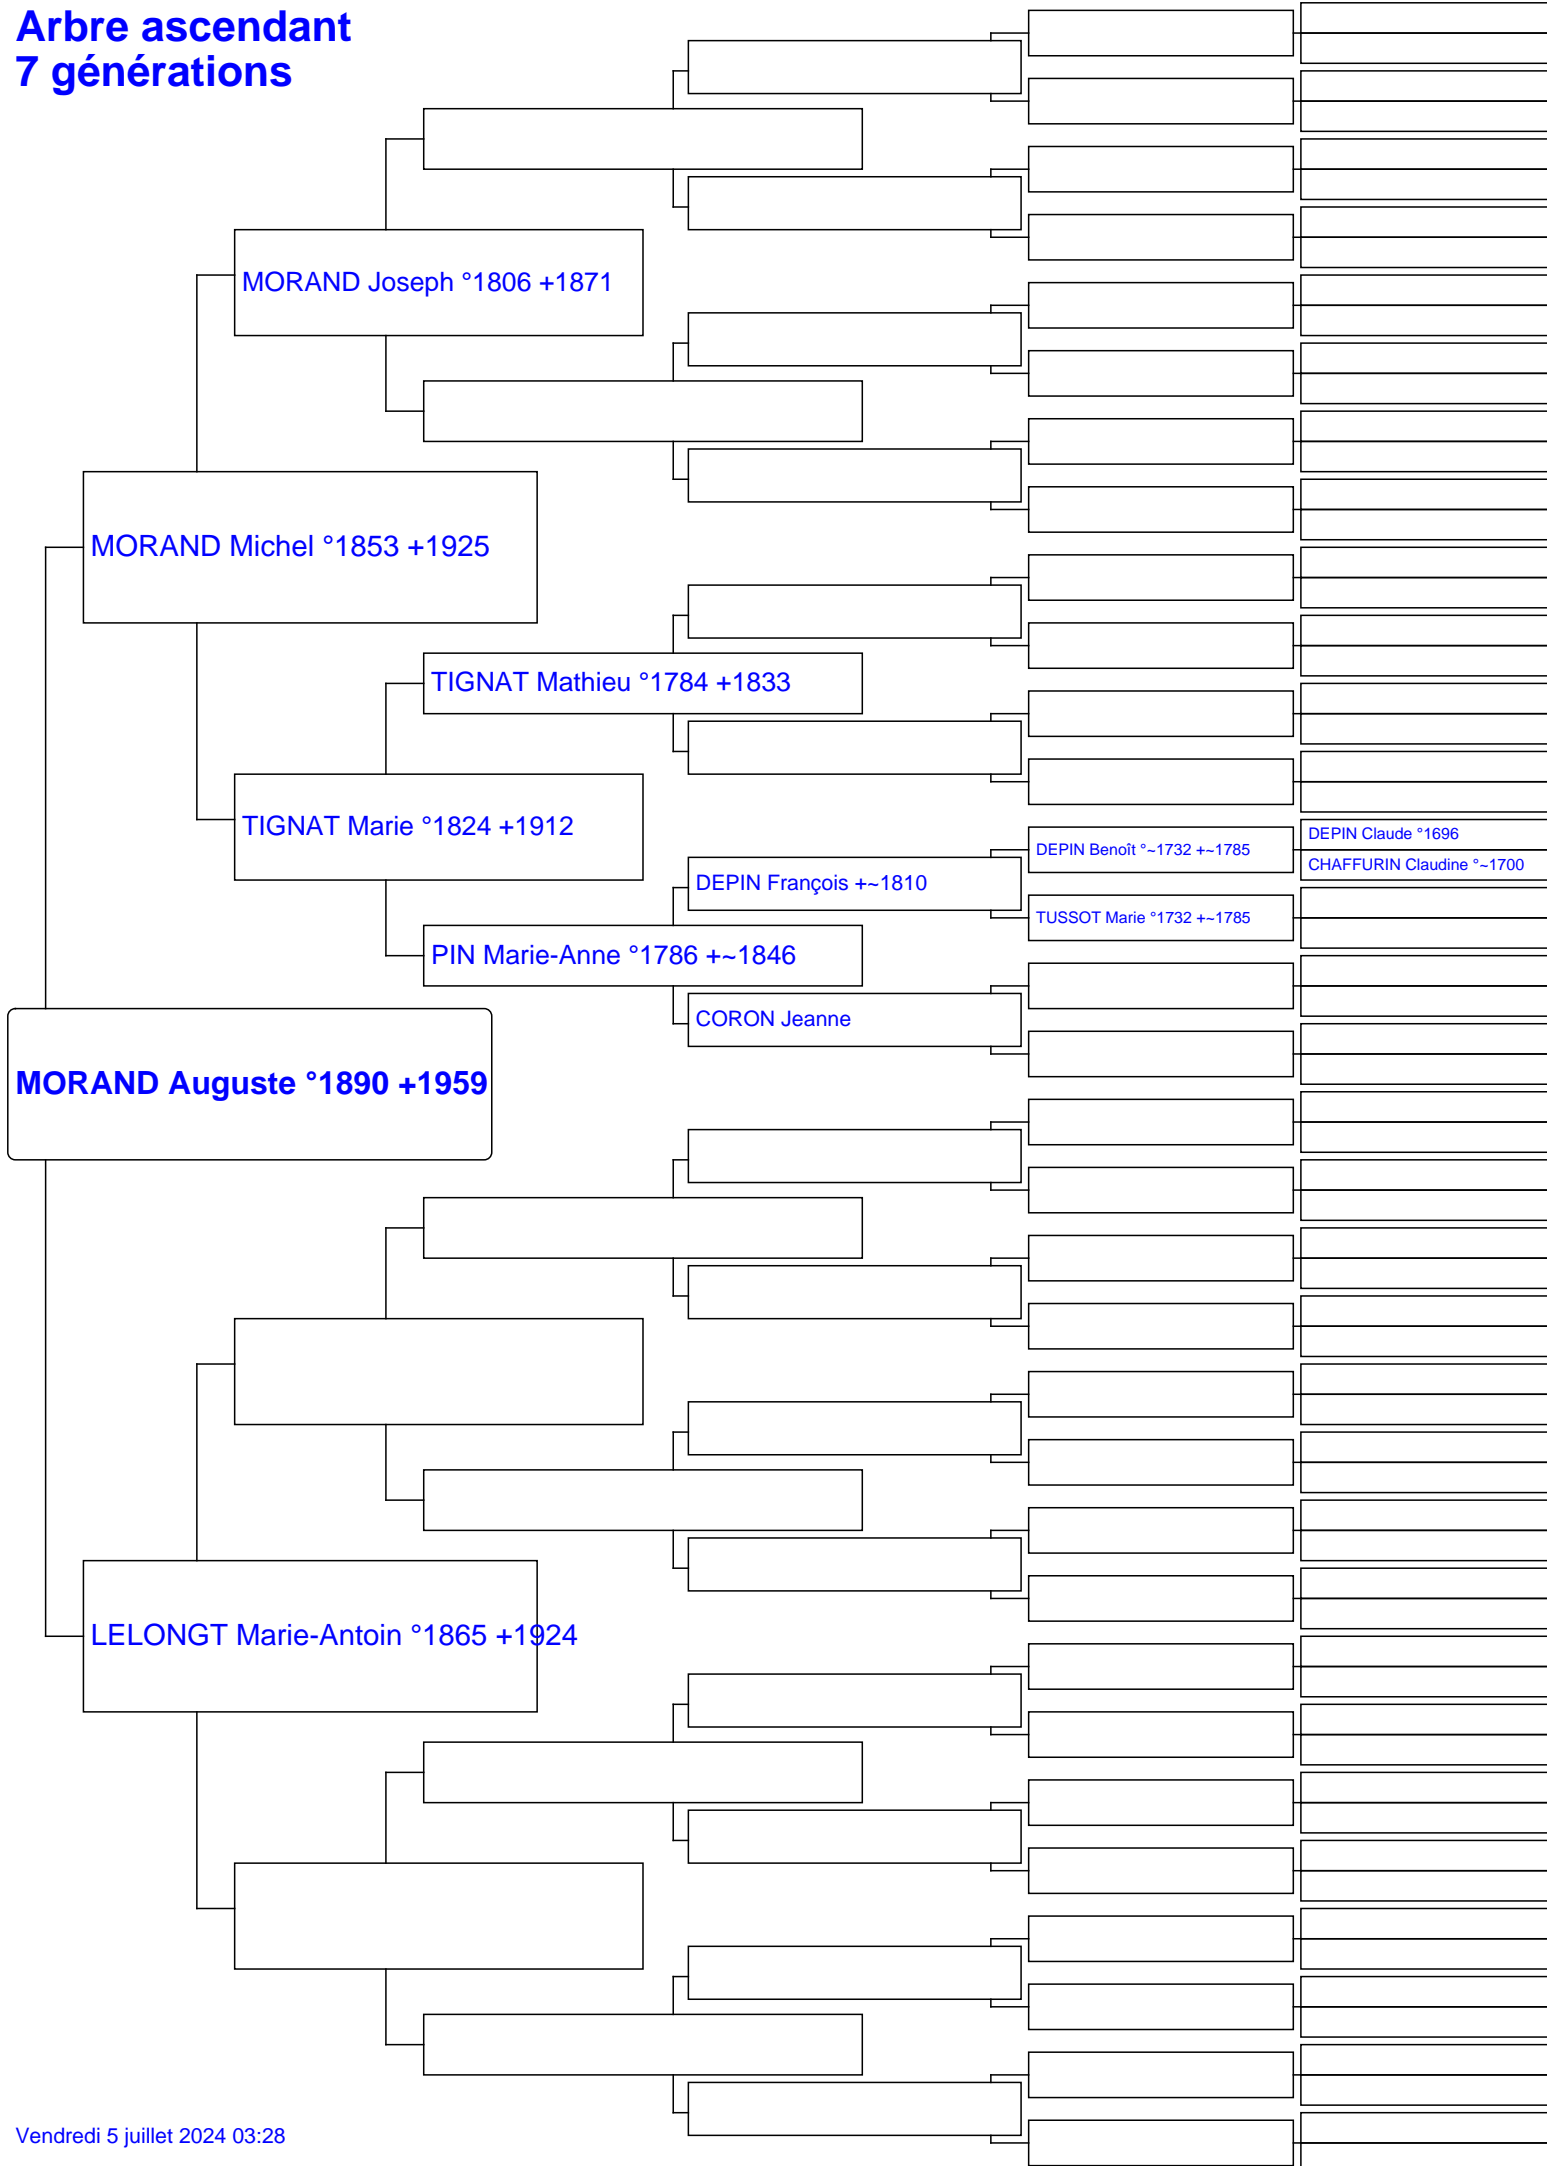 Arbre ascendant
7 générations
MORAND Joseph °1806 +1871
MORAND Michel °1853 +1925
TIGNAT Mathieu °1784 +1833
TIGNAT Marie °1824 +1912
DEPIN Claude °1696
DEPIN Benoît °~1732 +~1785
CHAFFURIN Claudine °~1700
DEPIN François +~1810
TUSSOT Marie °1732 +~1785
PIN Marie-Anne °1786 +~1846
CORON Jeanne
MORAND Auguste °1890 +1959
LELONGT Marie-Antoin °1865 +1924
Vendredi 5 juillet 2024 03:28